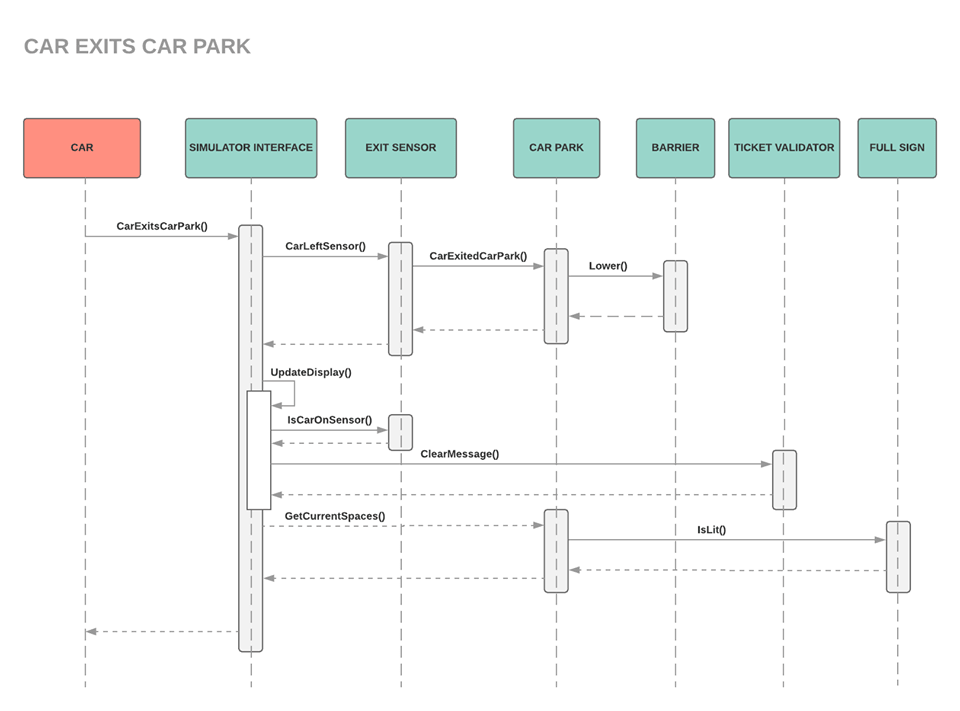 CAR EXITS CAR PARK
CAR
SIMULATOR INTERFACE
EXIT SENSOR
CAR PARK
BARRIER
TICKET VALIDATOR
FULL SIGN
CarExitsCarPark()
CarLeftSensor()
CarExitedCarPark()
Lower()
UpdateDisplay()
IsCarOnSensor()
ClearMessage()
GetCurrentSpaces()
IsLit()